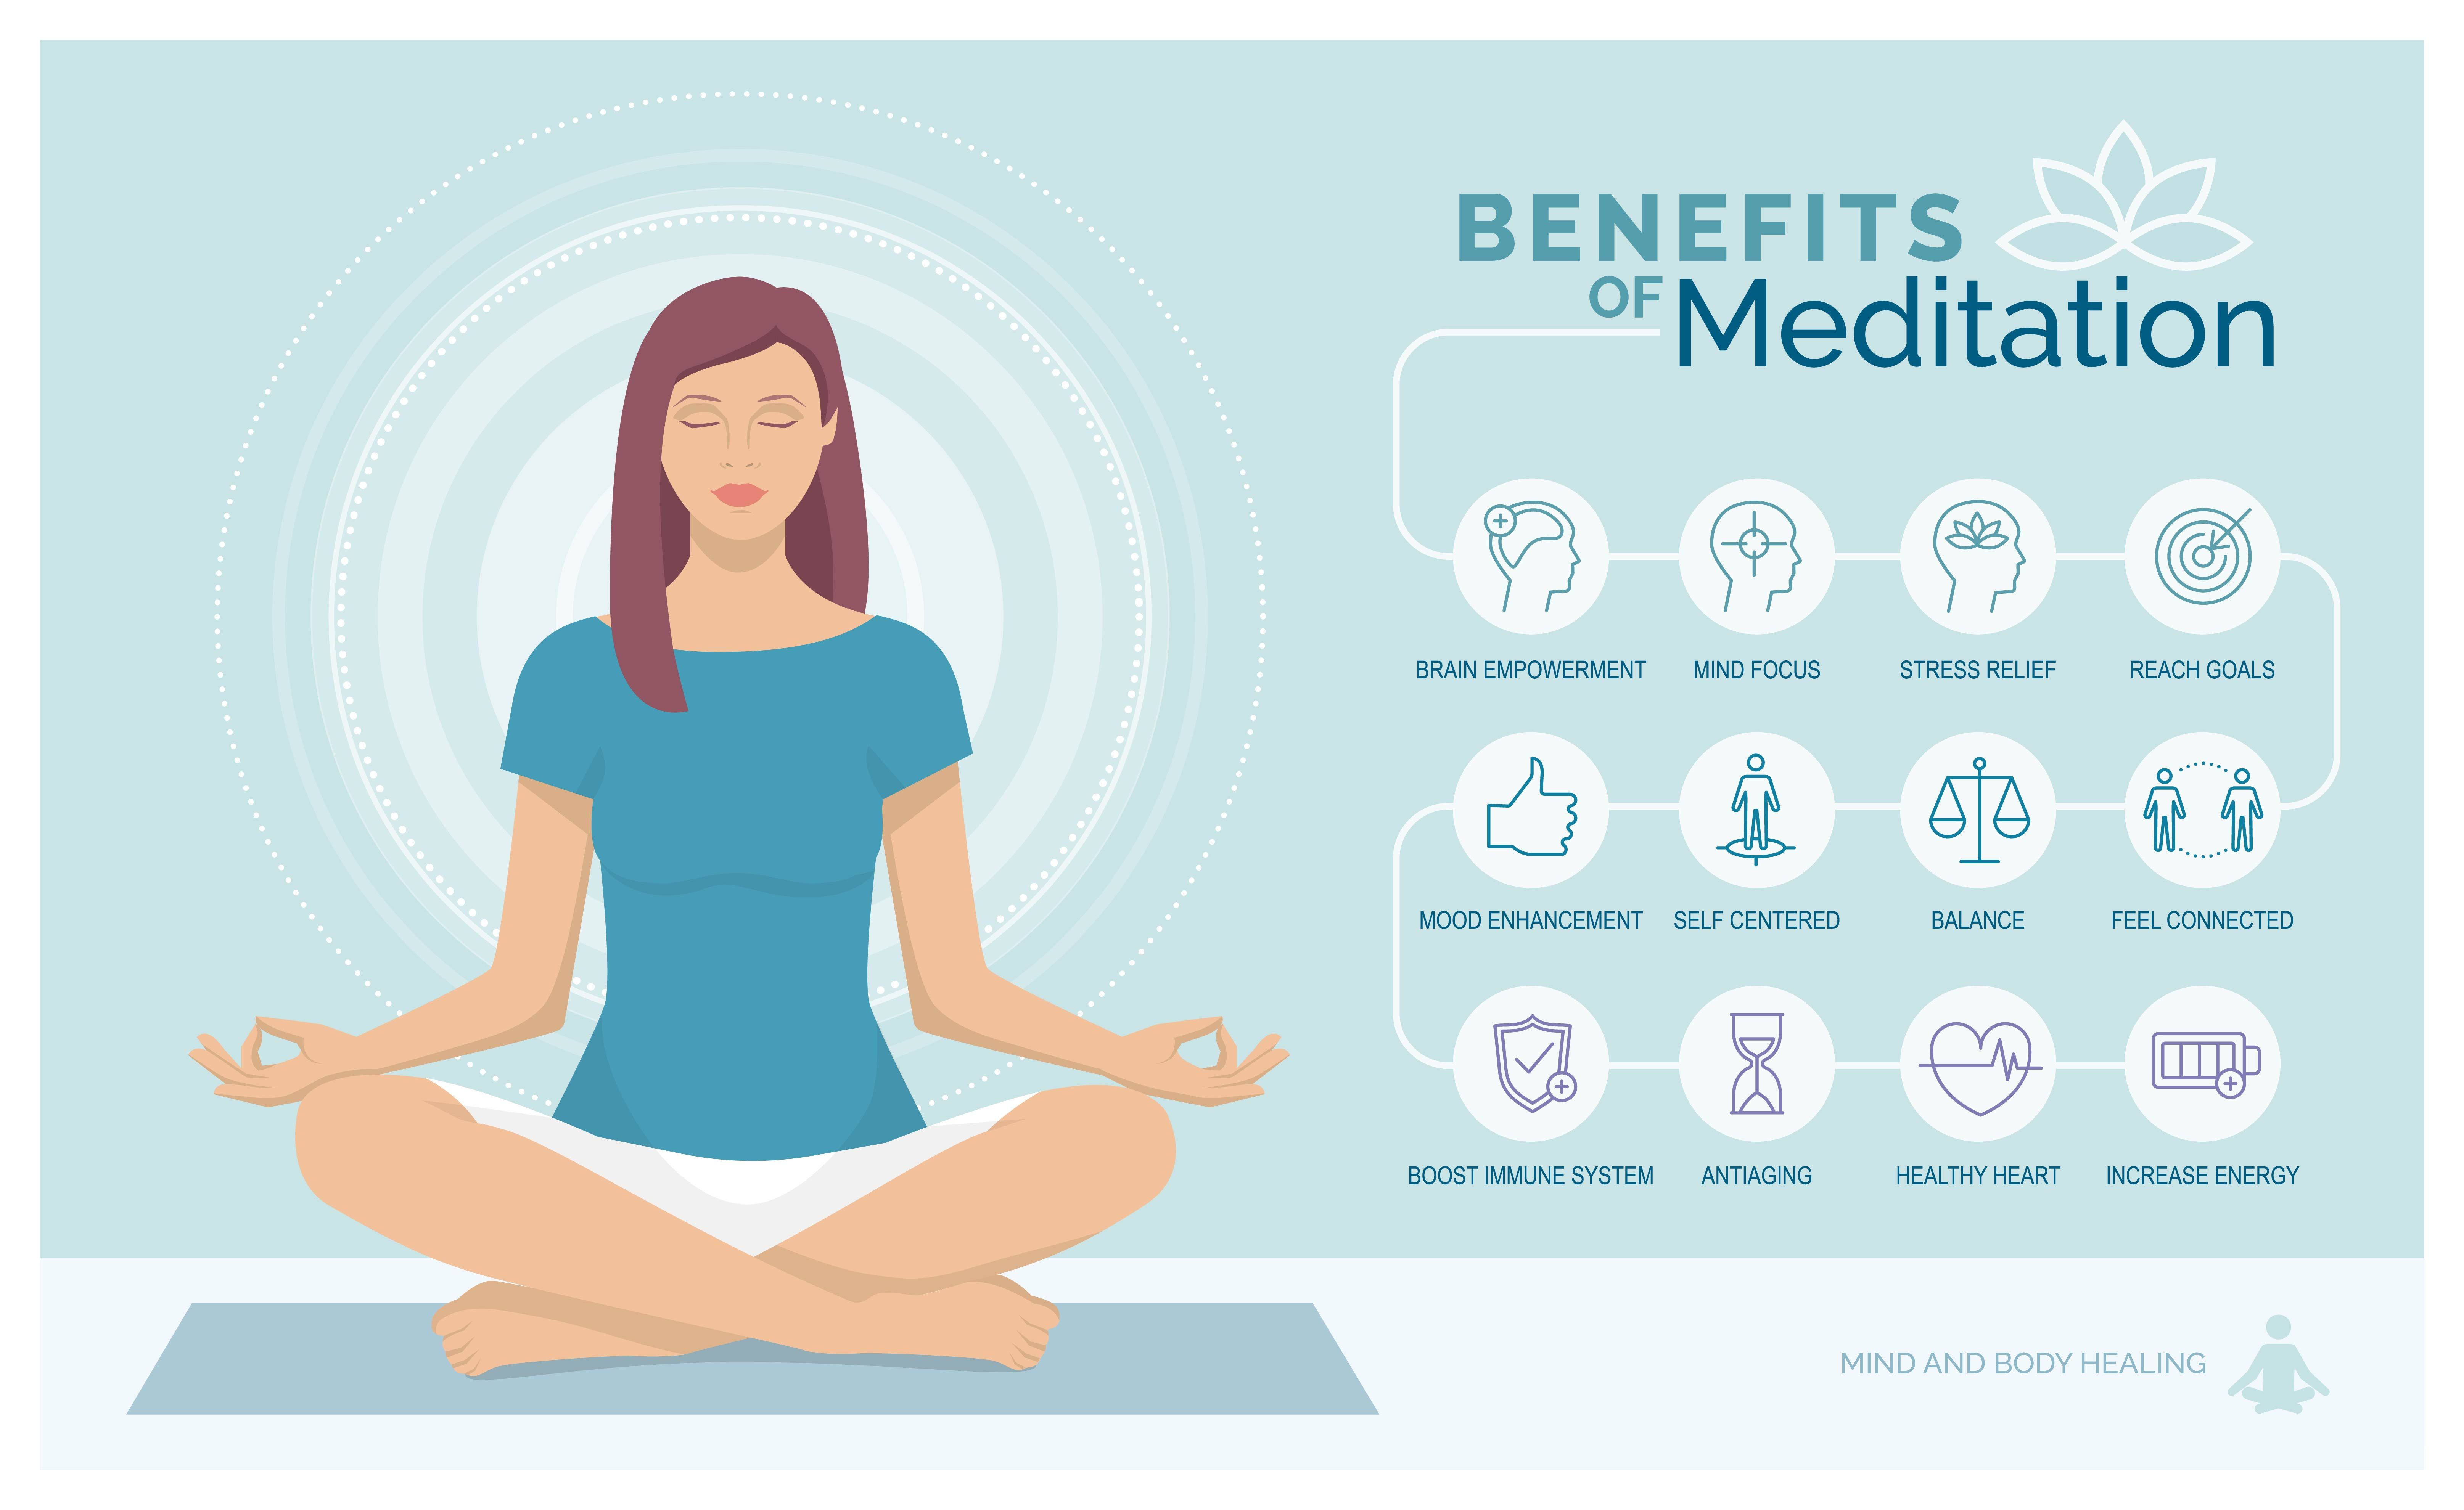 BENEFITS
OF Meditation
BRAIN EMPOWERMENT MIND FOCUS STRESS RELIEF REACH GOALS
MOOD ENHANCEMENT SELF CENTERED BALANCE FEEL CONNECTED
BOOST IMMUNE SYSTEM ANTIAGING HEALTHY HEART INCREASE ENERGY
MIND AND BODY HEALING